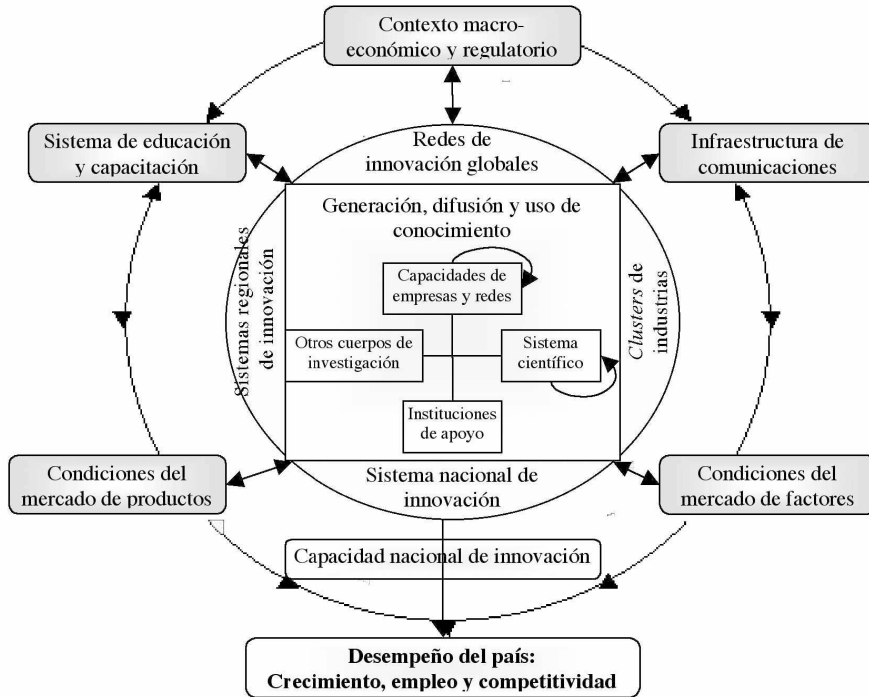 Contexto macro-
económico y regulatorio
Sistema de educación
y capacitación
Redes de
innovación globales
Infraestructura de
comunicaciones
Generación, difusión y uso de
conocimiento
Sistemas regionales
de innovación
Capacidades de
empresas y redes
Clusters de
industrias
Otros cuerpos de
investigación
Sistema
científico
Instituciones
de apoyo
Condiciones del
mercado de productos
Sistema nacional de
innovación
Condiciones del
mercado de factores
Capacidad nacional de innovación
Desempeño del país:
Crecimiento, empleo y competitividad